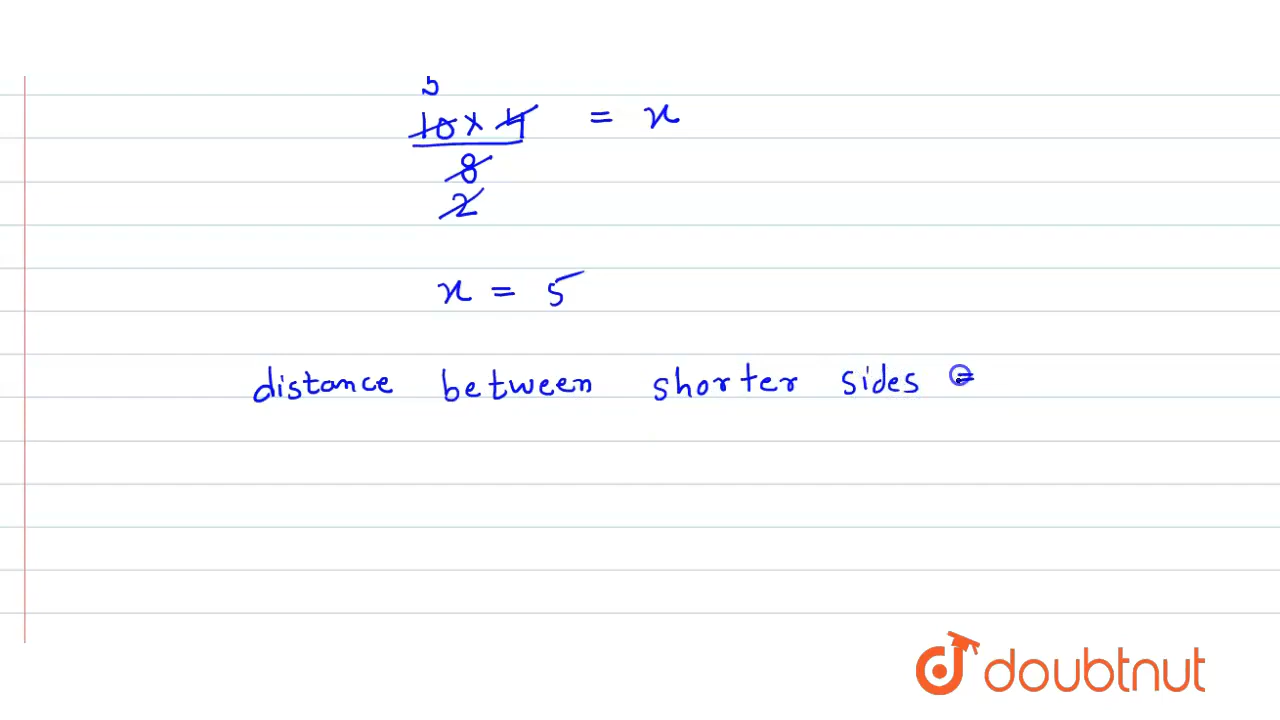 5
10 × 4 = x
8
2
x = 5
distance between shorter sides =
doubtnut